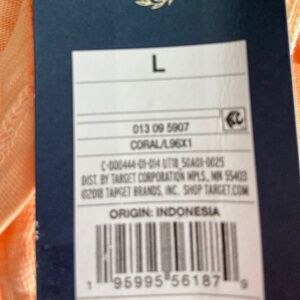 L
013 09 5907
CORAL/L96X1
C-000444-01-014 UT18_50A01-0025
DIST. BY TARGET CORPORATION MPLS., MN 55403
©2018 TARGET BRANDS, INC. SHOP TARGET.COM
ORIGIN: INDONESIA
1 95995 56187 9